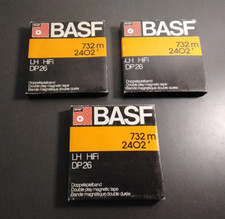 BASF
732 m
2402'
LH HiFi
DP26
Doppelspielband
Double play magnetic tape
Bande magnétique double durée
BASF
732 m
2402'
LH HiFi
DP26
Doppelspielband
Double play magnetic tape
Bande magnétique double durée
BASF
732 m
2402'
LH HiFi
DP26
Doppelspielband
Double play magnetic tape
Bande magnétique double durée